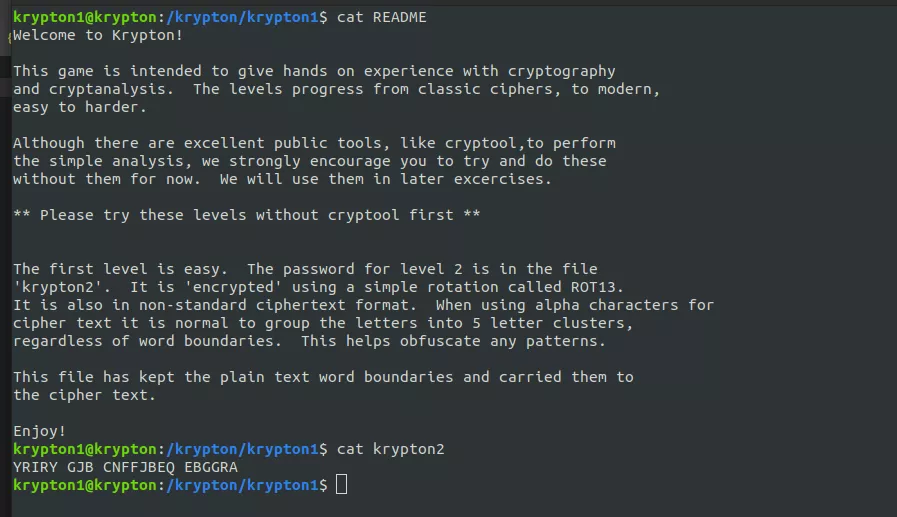 krypton1@krypton:/krypton/krypton1$ cat README
Welcome to Krypton!
This game is intended to give hands on experience with cryptography
and cryptanalysis.  The levels progress from classic ciphers, to modern,
easy to harder.
Although there are excellent public tools, like cryptool,to perform
the simple analysis, we strongly encourage you to try and do these
without them for now.  We will use them in later excercises.
** Please try these levels without cryptool first **
The first level is easy.  The password for level 2 is in the file
'krypton2'.  It is 'encrypted' using a simple rotation called ROT13.
It is also in non-standard ciphertext format.  When using alpha characters for
cipher text it is normal to group the letters into 5 letter clusters,
regardless of word boundaries.  This helps obfuscate any patterns.
This file has kept the plain text word boundaries and carried them to
the cipher text.
Enjoy!
krypton1@krypton:/krypton/krypton1$ cat krypton2
YRIRY GJB CNFFJBEQ EBGGRA
krypton1@krypton:/krypton/krypton1$